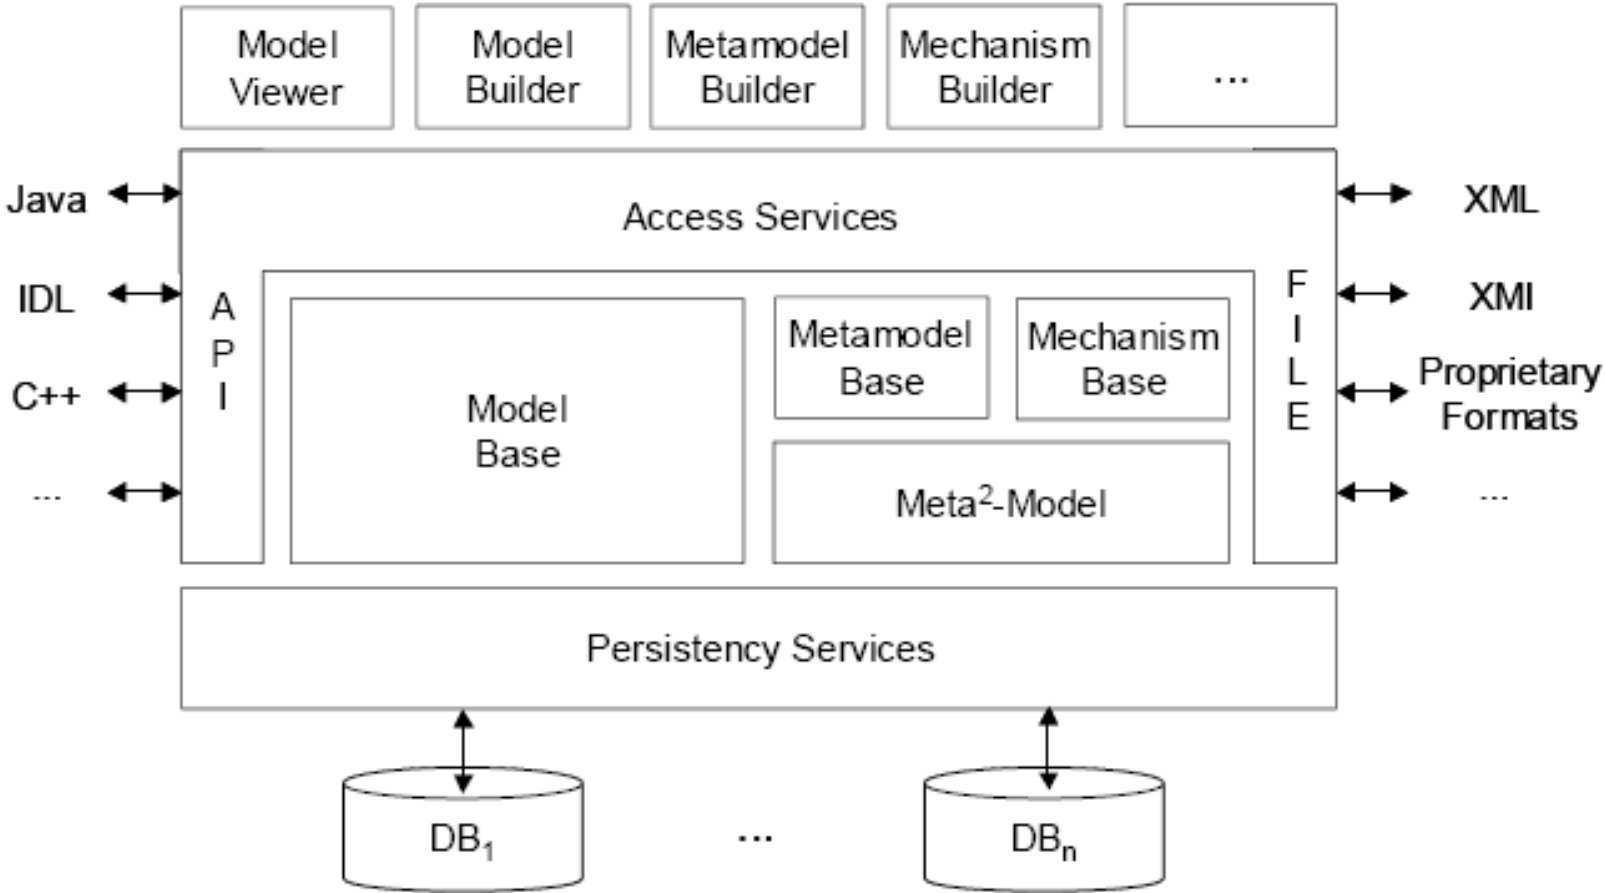 Model
Viewer
Model
Builder
Metamodel
Builder
Mechanism
Builder
...
Access Services
Java
IDL
C++
...
A
P
I
Model
Base
Metamodel
Base
Mechanism
Base
Meta²-Model
F
I
L
E
XML
XMI
Proprietary
Formats
...
Persistency Services
DB₁
...
DBₙ